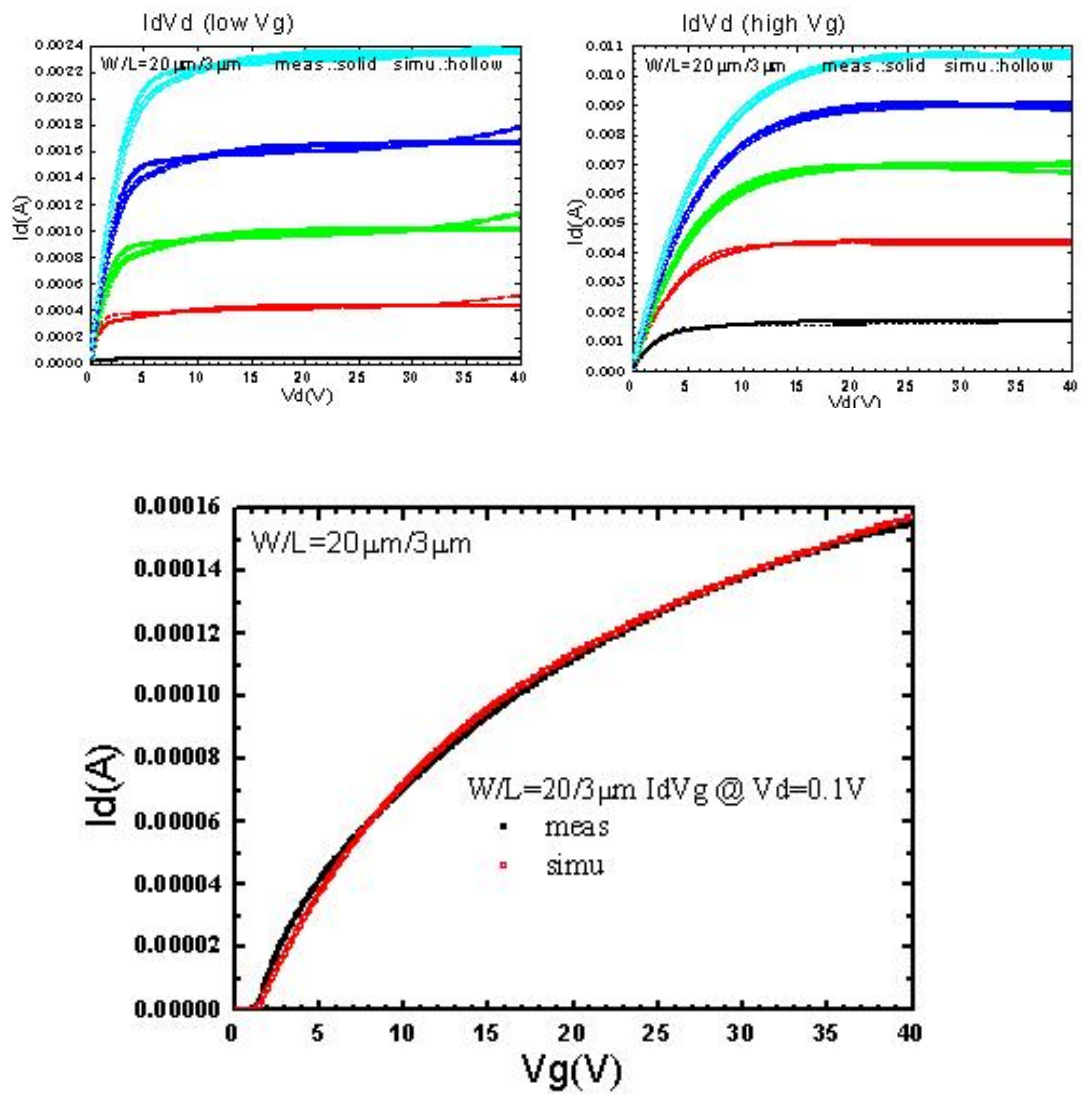 IdVd (low Vg)
W/L=20μm/3μm meas.:solid simu.:hollow
0.0024
0.0022
0.0020
0.0018
0.0016
0.0014
0.0012
0.0010
0.0008
0.0006
0.0004
0.0002
0.0000
Id(A)
0 5 10 15 20 25 30 35 40
Vd(V)
IdVd (high Vg)
W/L=20μm/3μm meas.:solid simu.:hollow
0.011
0.010
0.009
0.008
0.007
0.006
0.005
0.004
0.003
0.002
0.001
0.000
Id(A)
0 5 10 15 20 25 30 35 40
Vd(V)
0.00016
0.00014
0.00012
0.00010
0.00008
0.00006
0.00004
0.00002
0.00000
Id(A)
W/L=20μm/3μm
W/L=20/3μm IdVg @ Vd=0.1V
meas
simu
0 5 10 15 20 25 30 35 40
Vg(V)